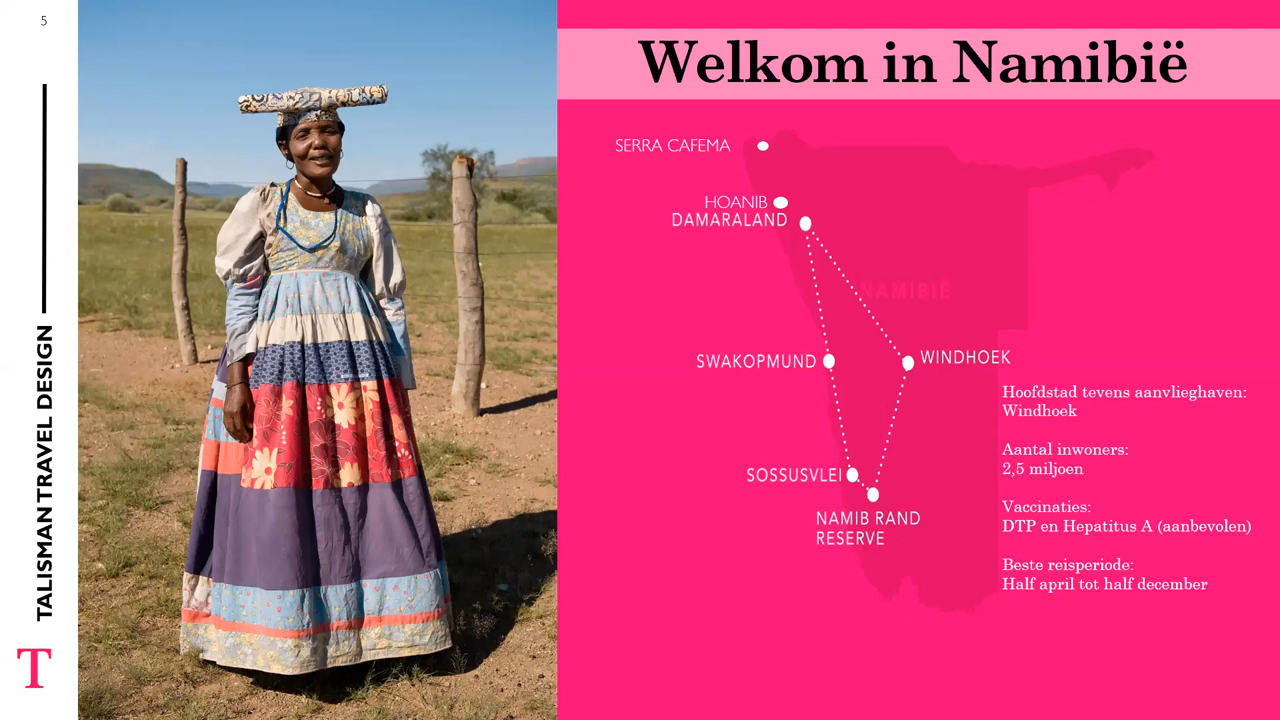 5
TALISMAN TRAVEL DESIGN
T
Welkom in Namibië
SERRA CAFEMA
HOANIB
DAMARALAND
NAMIBIË
SWAKOPMUND
WINDHOEK
SOSSUSVLEI
NAMIB RAND
RESERVE
Hoofdstad tevens aanvlieghaven:
Windhoek
Aantal inwoners:
2,5 miljoen
Vaccinaties:
DTP en Hepatitus A (aanbevolen)
Beste reisperiode:
Half april tot half december